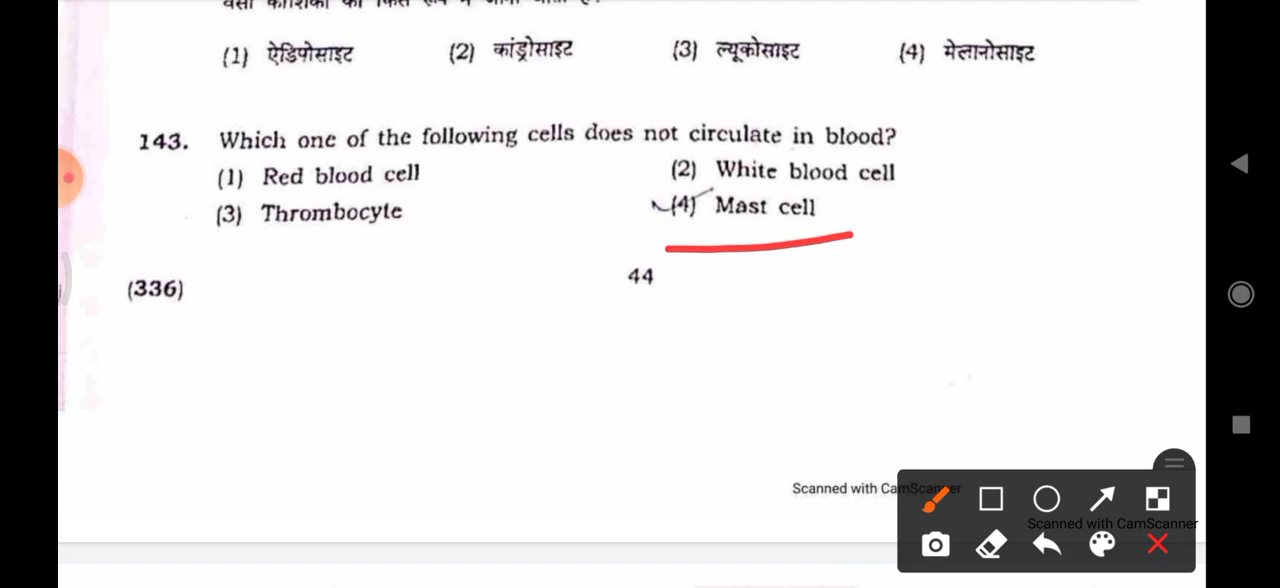 (1) ऐडिपोसाइट (2) कांड्रोसाइट (3) ल्यूकोसाइट (4) मेलानोसाइट
143. Which one of the following cells does not circulate in blood?
(1) Red blood cell (2) White blood cell
(3) Thrombocyte (4) Mast cell
(336) 44
Scanned with CamScanner
Scanned with CamScanner